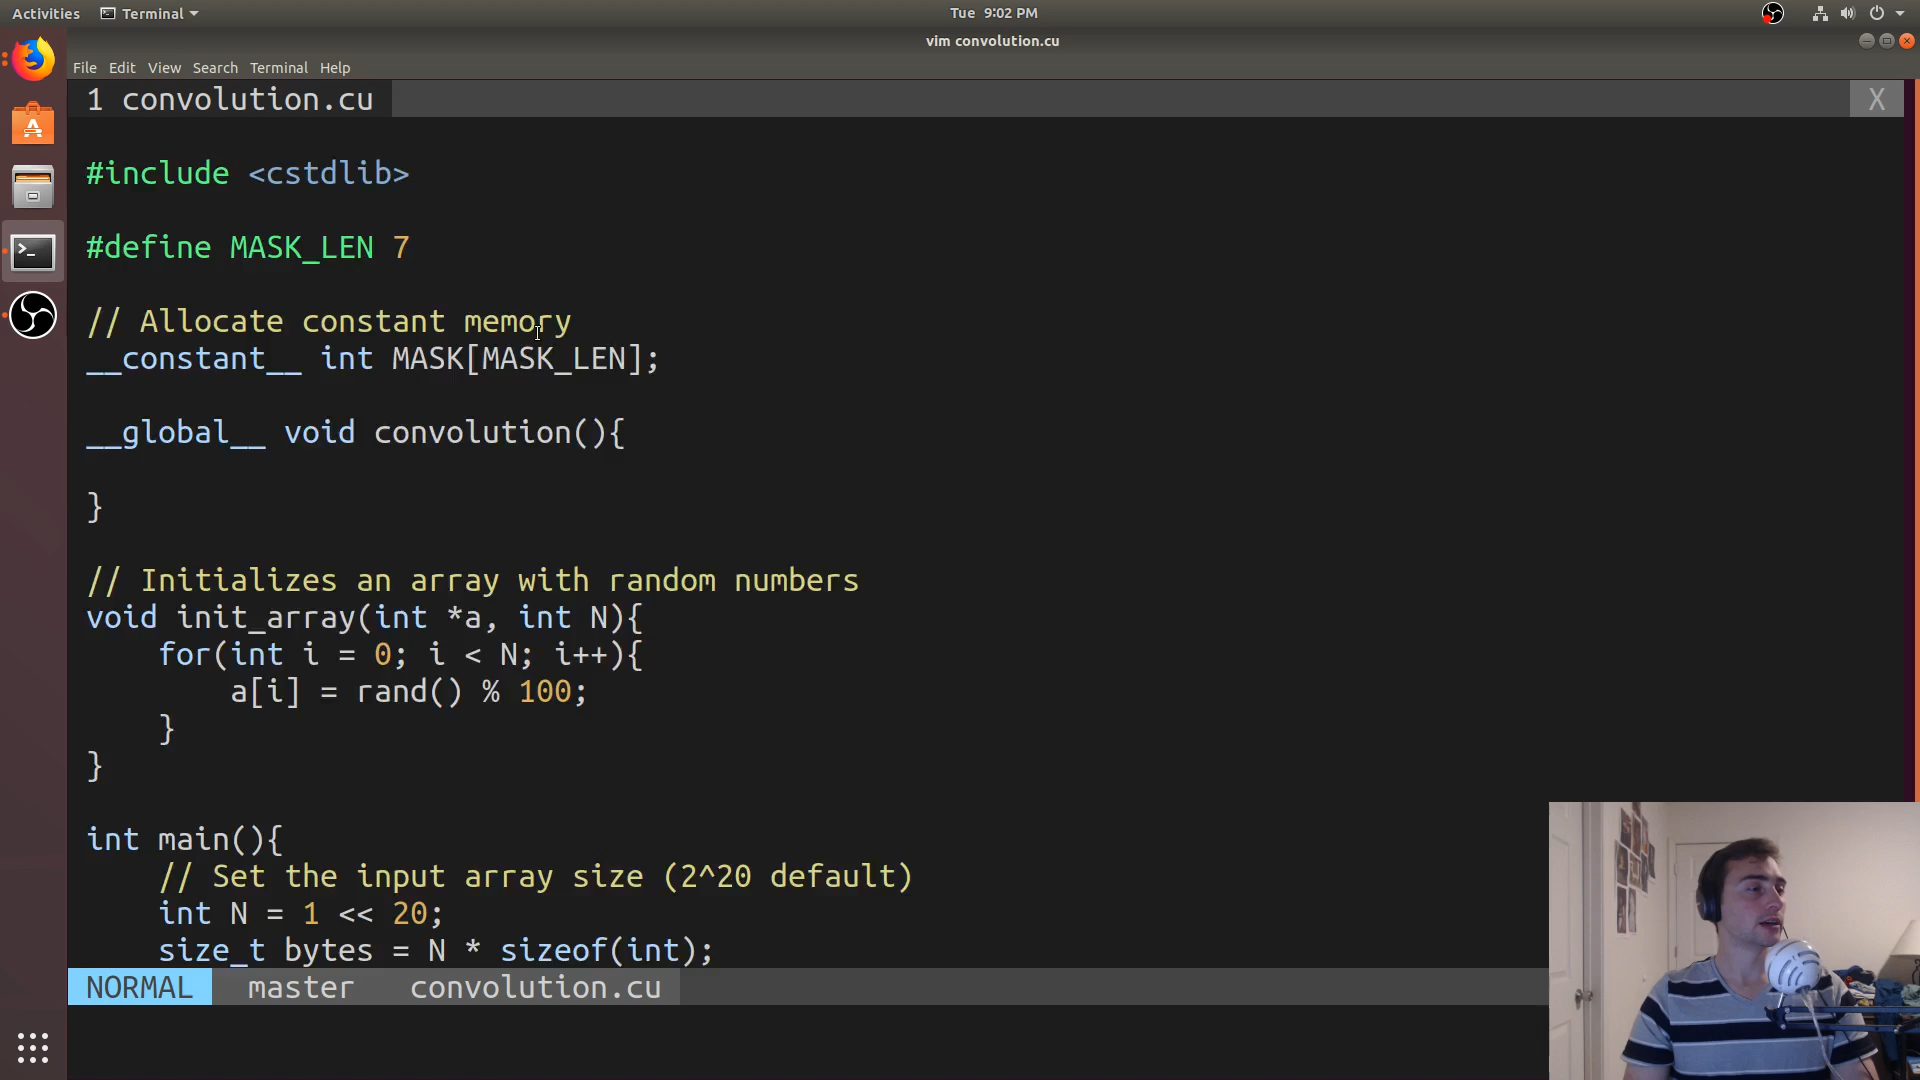 Activities Terminal Tue 9:02 PM
vim convolution.cu
File Edit View Search Terminal Help
1 convolution.cu X
#include <cstdlib>
#define MASK_LEN 7
// Allocate constant memory
__constant__ int MASK[MASK_LEN];
__global__ void convolution(){
}
// Initializes an array with random numbers
void init_array(int *a, int N){
for(int i = 0; i < N; i++){
a[i] = rand() % 100;
}
}
int main(){
// Set the input array size (2^20 default)
int N = 1 << 20;
size_t bytes = N * sizeof(int);
NORMAL master convolution.cu